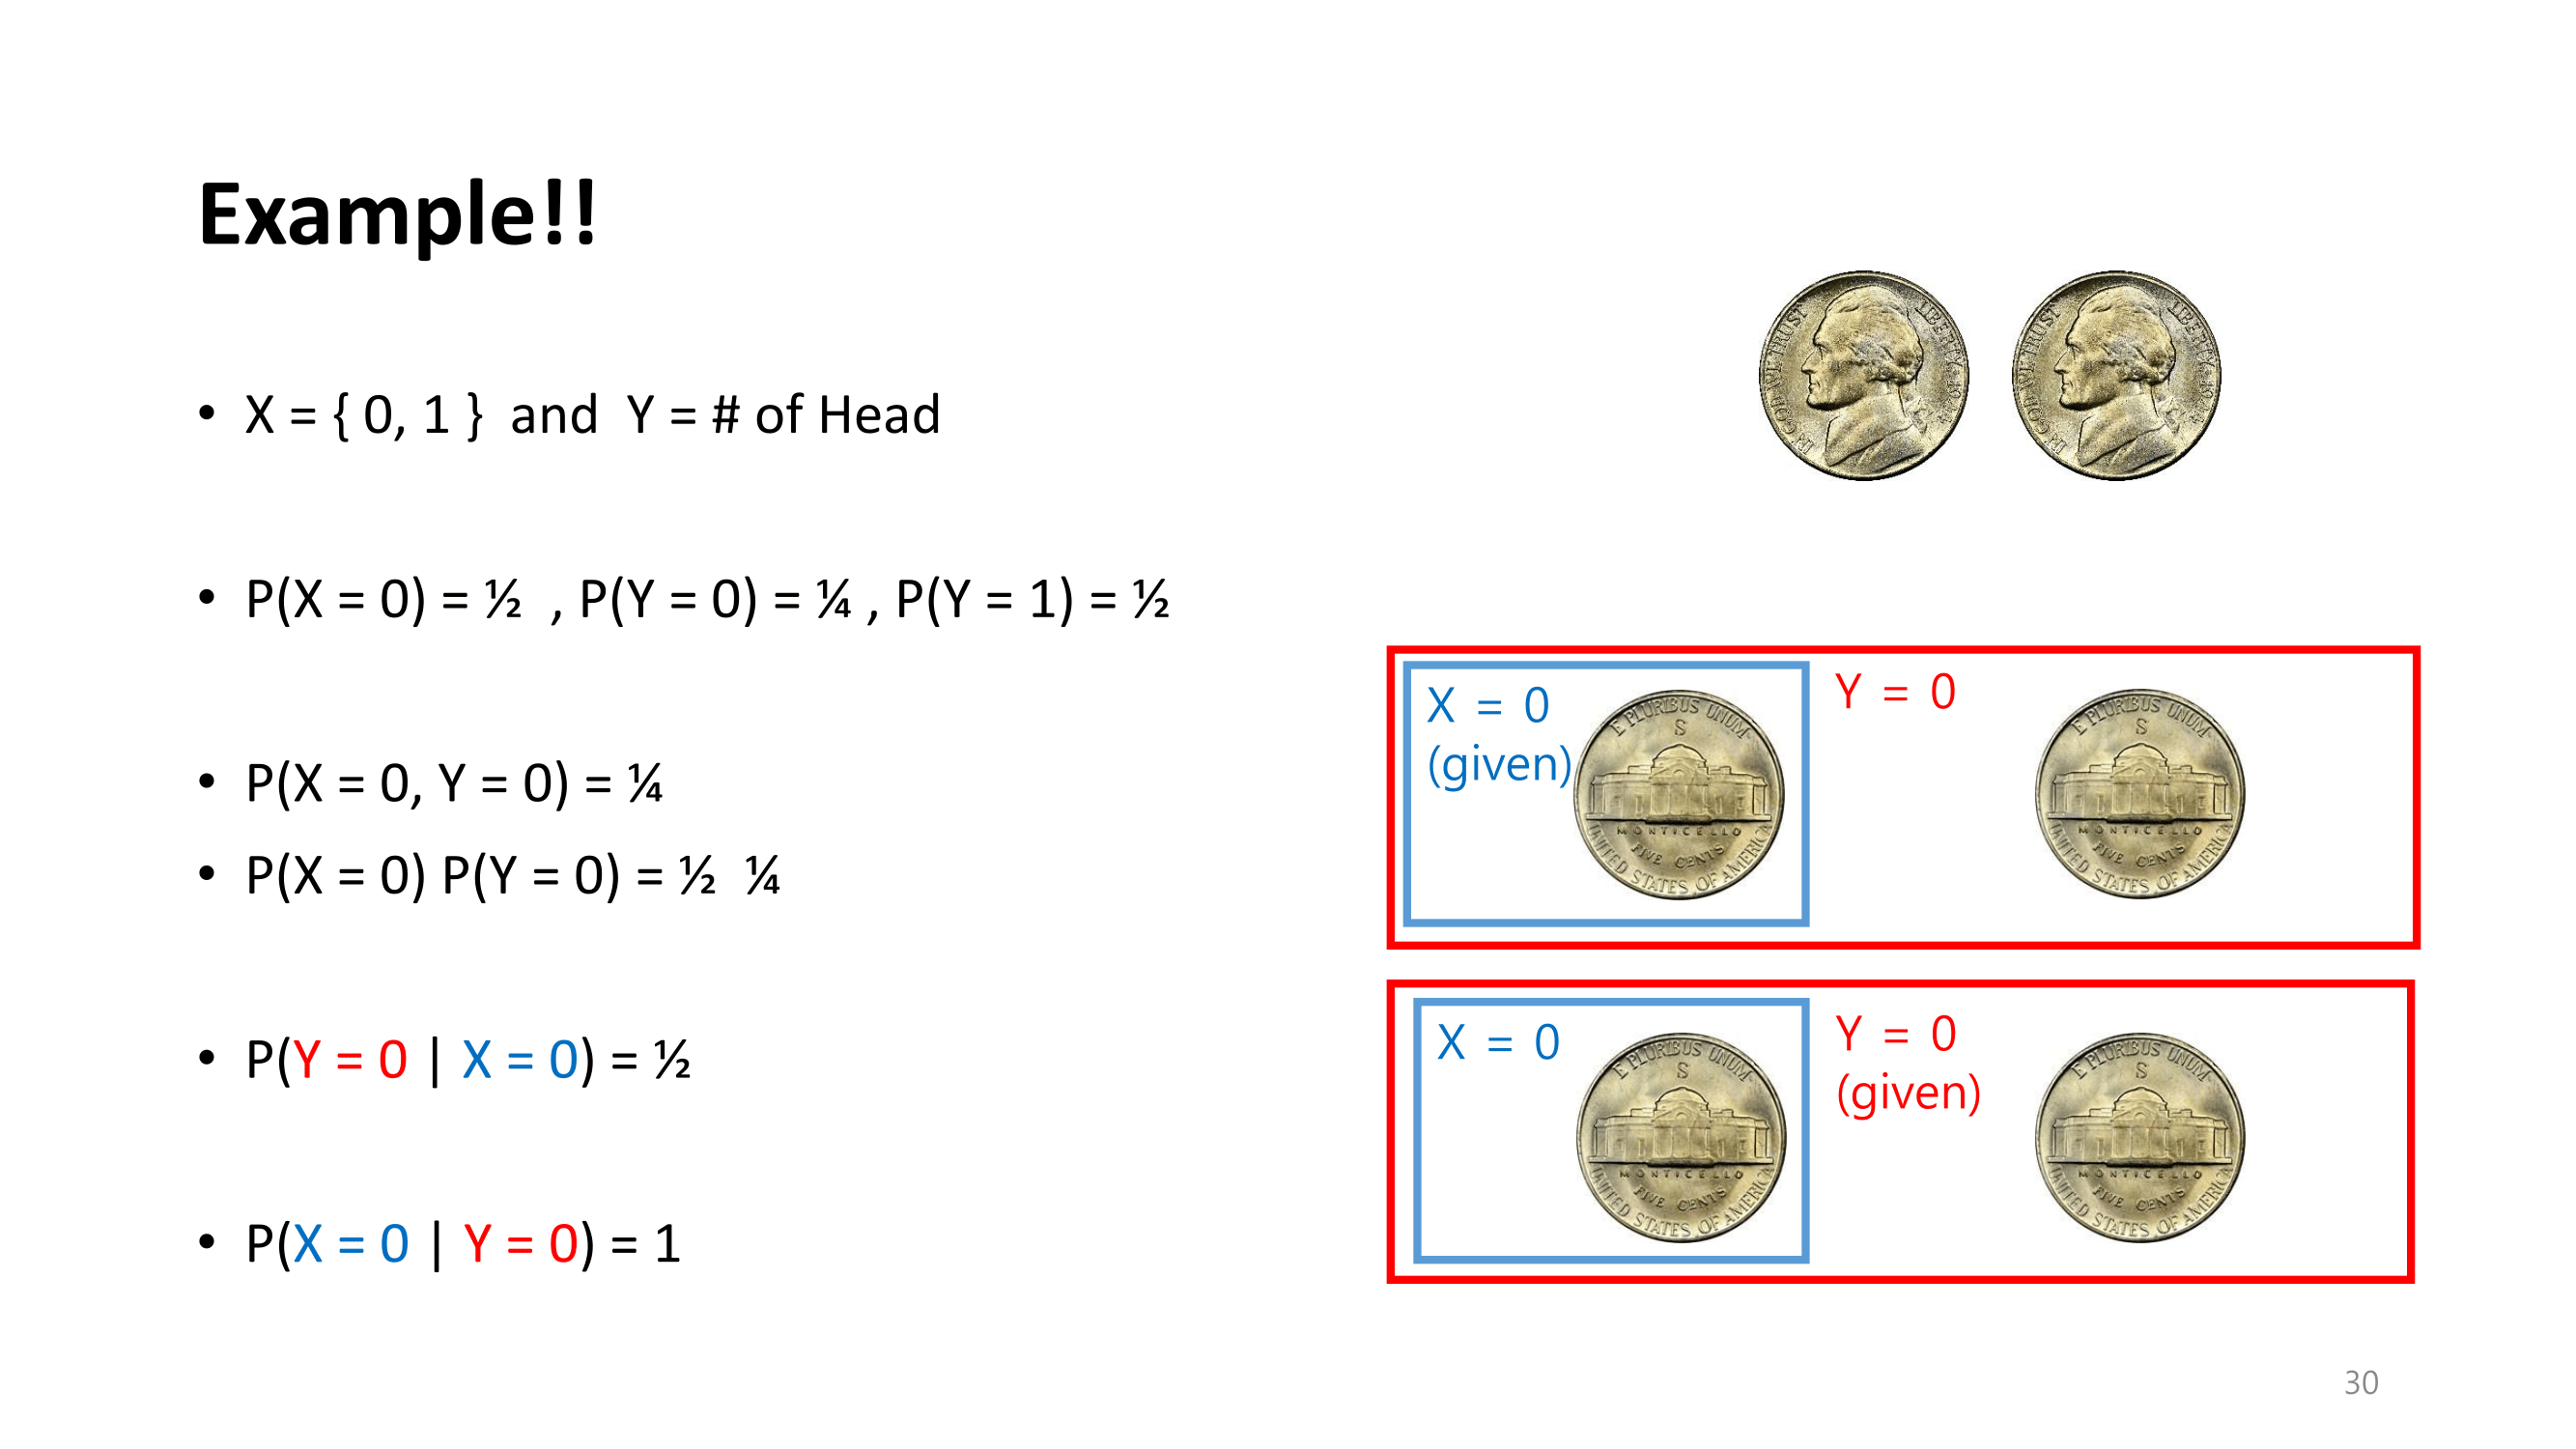 Example!!
• X = { 0, 1 } and Y = # of Head
• P(X = 0) = ½ , P(Y = 0) = ¼ , P(Y = 1) = ½
• P(X = 0, Y = 0) = ¼
• P(X = 0) P(Y = 0) = ½ ¼
• P(Y = 0 | X = 0) = ½
• P(X = 0 | Y = 0) = 1
IN GOD WE TRUST LIBERTY
IN GOD WE TRUST LIBERTY
X = 0
(given)
E PLURIBUS UNUM
S
MONTICELLO
FIVE CENTS
UNITED STATES OF AMERICA
Y = 0
E PLURIBUS UNUM
S
MONTICELLO
FIVE CENTS
UNITED STATES OF AMERICA
X = 0
E PLURIBUS UNUM
S
MONTICELLO
FIVE CENTS
UNITED STATES OF AMERICA
Y = 0
(given)
E PLURIBUS UNUM
S
MONTICELLO
FIVE CENTS
UNITED STATES OF AMERICA
30